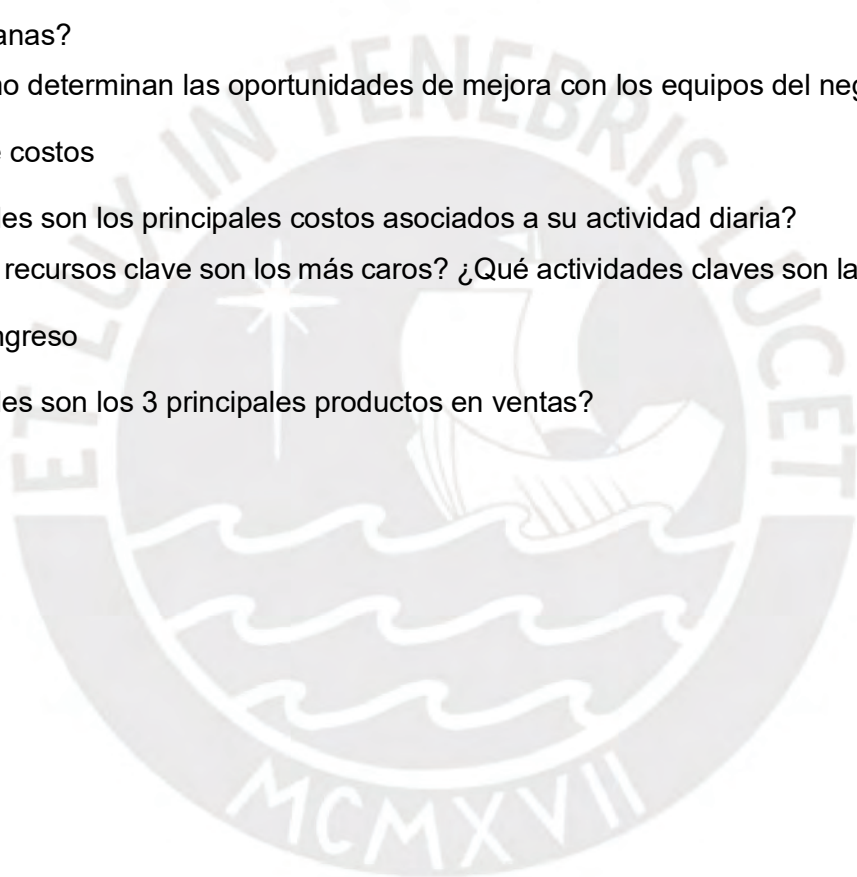 anas?
no determinan las oportunidades de mejora con los equipos del neg
e costos
les son los principales costos asociados a su actividad diaria?
recursos clave son los más caros? ¿Qué actividades claves son la
ngreso
les son los 3 principales productos en ventas?
ET LUX IN TENEBRIS LUCET
MCMXVII